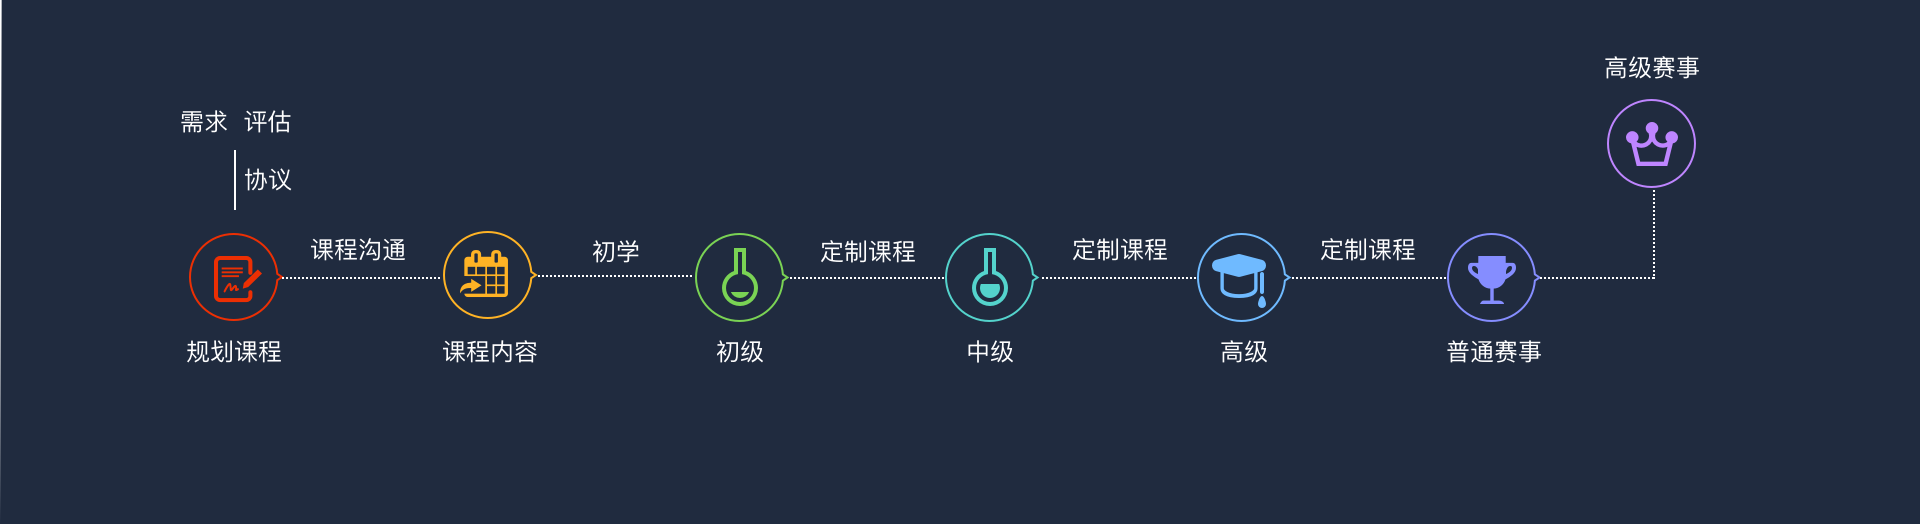 高级赛事
需求 评估
协议
课程沟通
初学
定制课程
定制课程
定制课程
规划课程
课程内容
初级
中级
高级
普通赛事